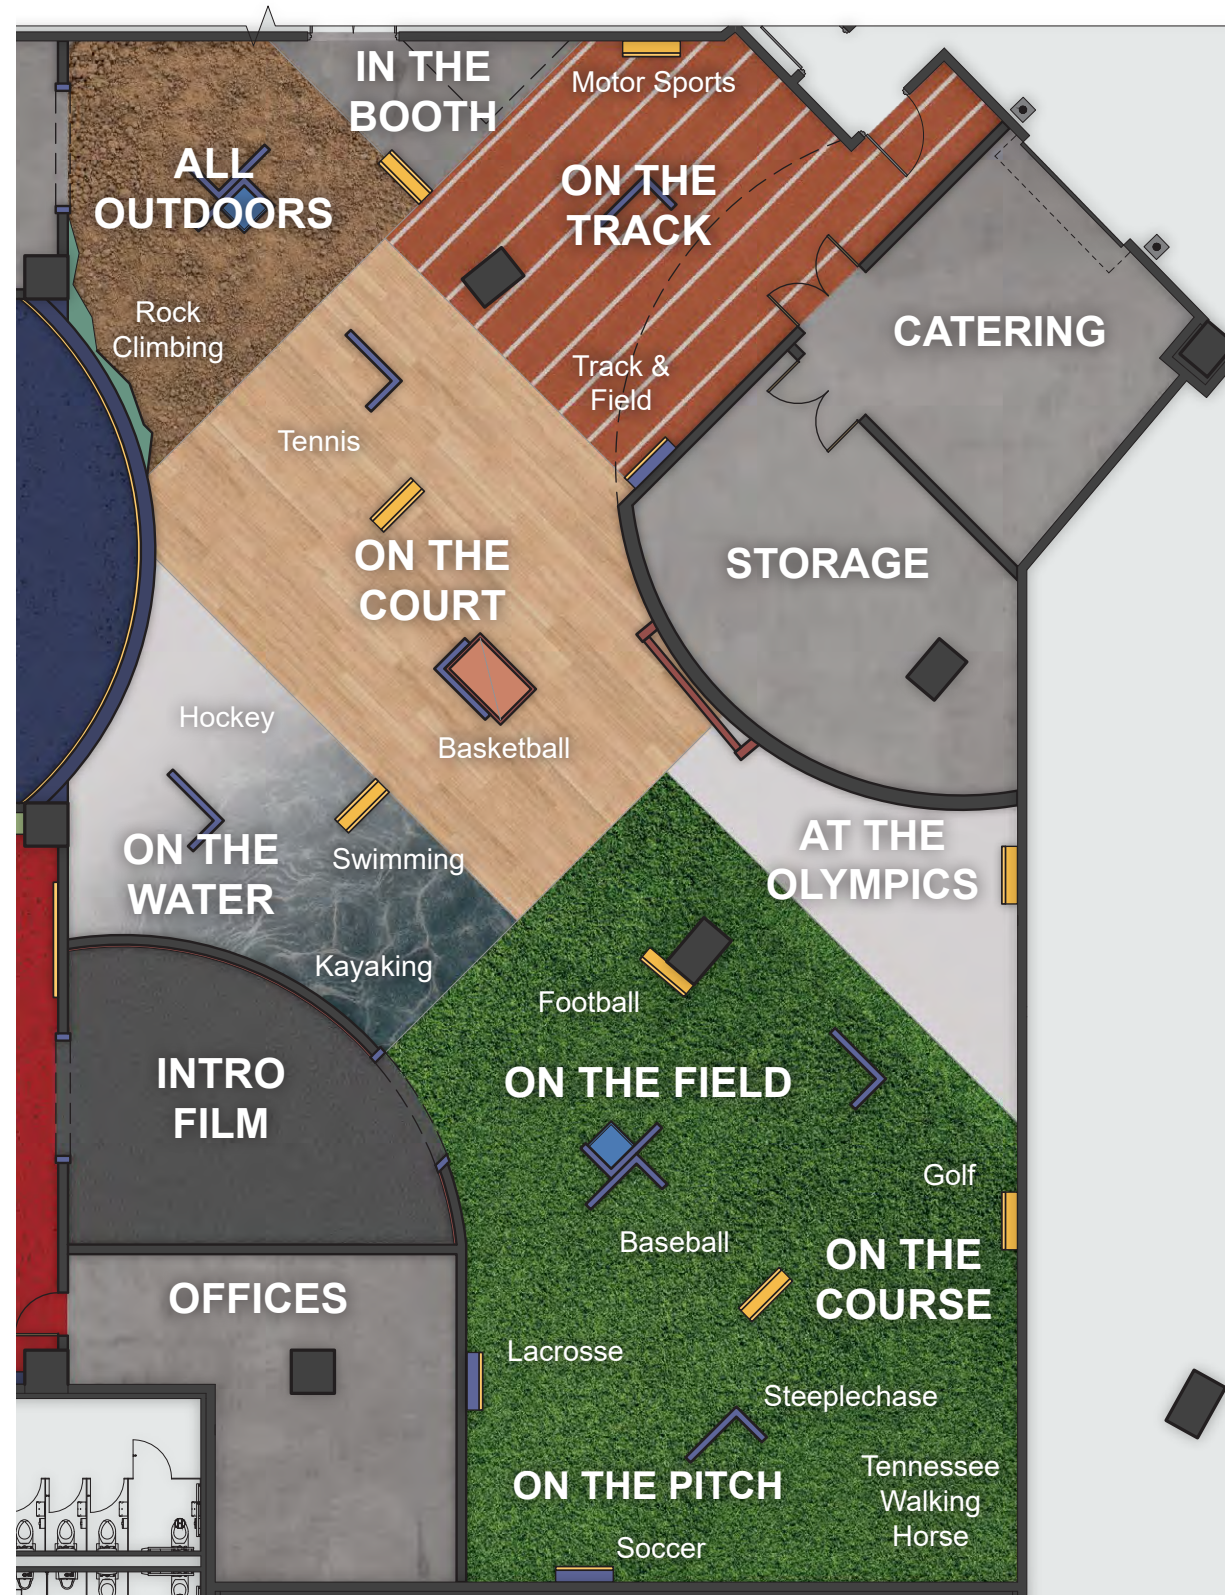 IN THE
BOOTH
Motor Sports
ALL
OUTDOORS
ON THE
TRACK
Rock
Climbing
CATERING
Track &
Field
Tennis
ON THE
COURT
STORAGE
Hockey
Basketball
ON THE
WATER
Swimming
AT THE
OLYMPICS
Kayaking
Football
INTRO
FILM
ON THE FIELD
Golf
Baseball
ON THE
COURSE
OFFICES
Lacrosse
Steeplechase
ON THE PITCH
Tennessee
Walking
Horse
Soccer